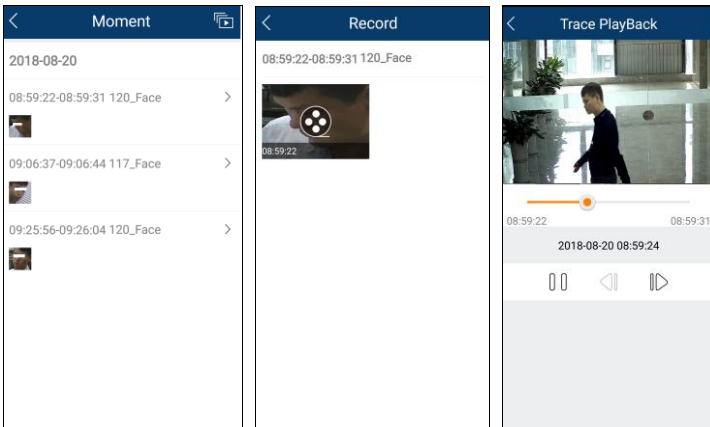 Moment
2018-08-20
08:59:22-08:59:31 120_Face
09:06:37-09:06:44 117_Face
09:25:56-09:26:04 120_Face
Record
08:59:22-08:59:31 120_Face
08:59:22
Trace PlayBack
08:59:22
08:59:31
2018-08-20 08:59:24